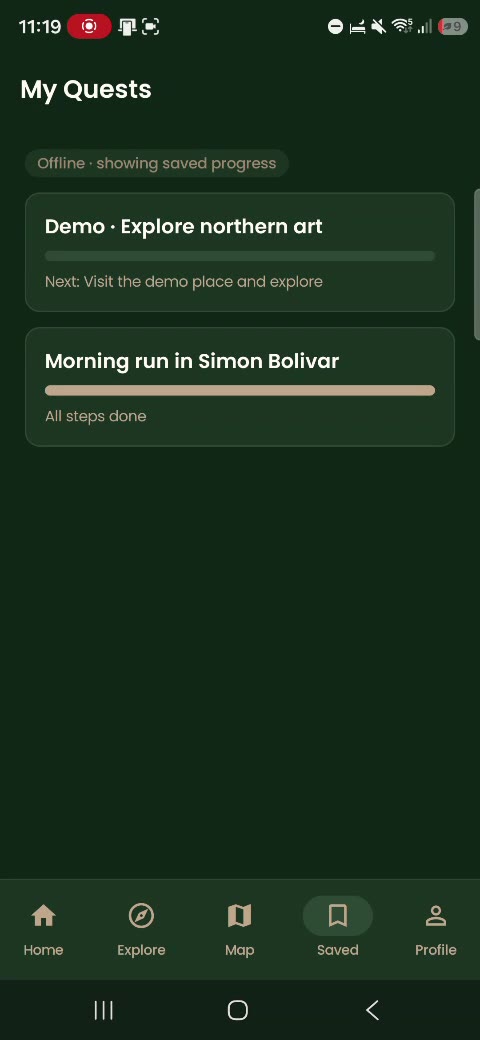 11:19
9
My Quests
Offline · showing saved progress
Demo · Explore northern art
Next: Visit the demo place and explore
Morning run in Simon Bolivar
All steps done
Home Explore Map Saved Profile